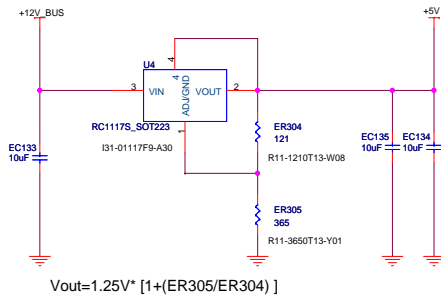 +12V_BUS
+5V
U4
4
4
3
VIN
ADJ/GND
VOUT
2
RC1117S_SOT223
1
I31-01117F9-A30
EC133
10uF
ER304
121
R11-1210T13-W08
EC135
10uF
EC134
10uF
ER305
365
R11-3650T13-Y01
Vout=1.25V* [1+(ER305/ER304) ]